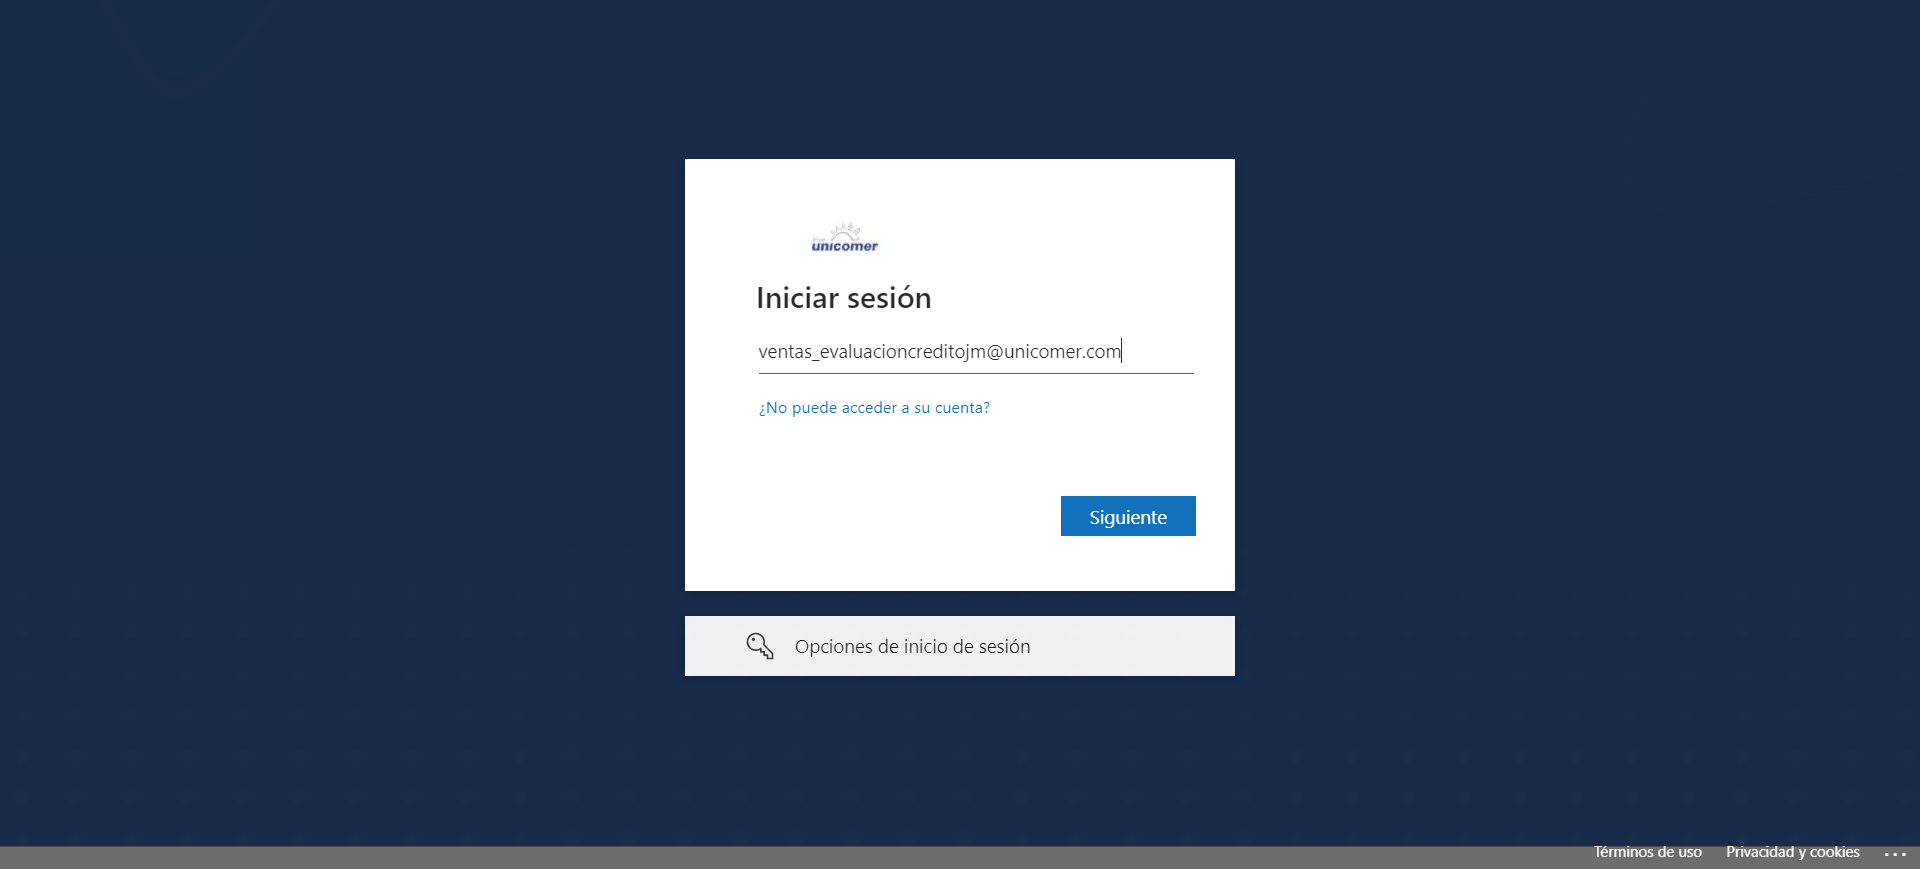 unicomer
Iniciar sesión
ventas_evaluacioncreditojm@unicomer.com
¿No puede acceder a su cuenta?
Siguiente
Opciones de inicio de sesión
Términos de uso Privacidad y cookies ...